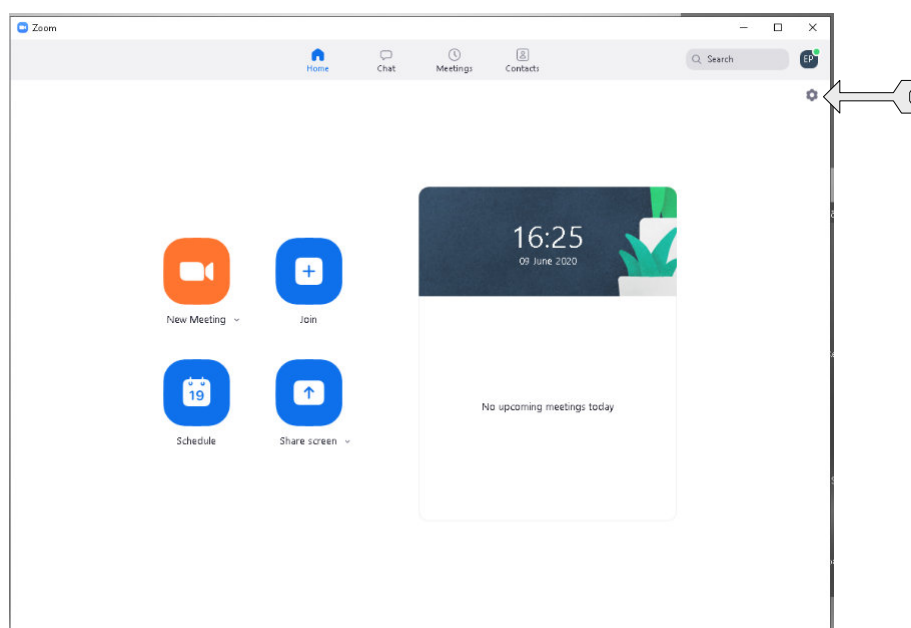 Zoom
Home
Chat
Meetings
Contacts
Search
EP
16:25
09 June 2020
New Meeting
Join
19
Schedule
Share screen
No upcoming meetings today